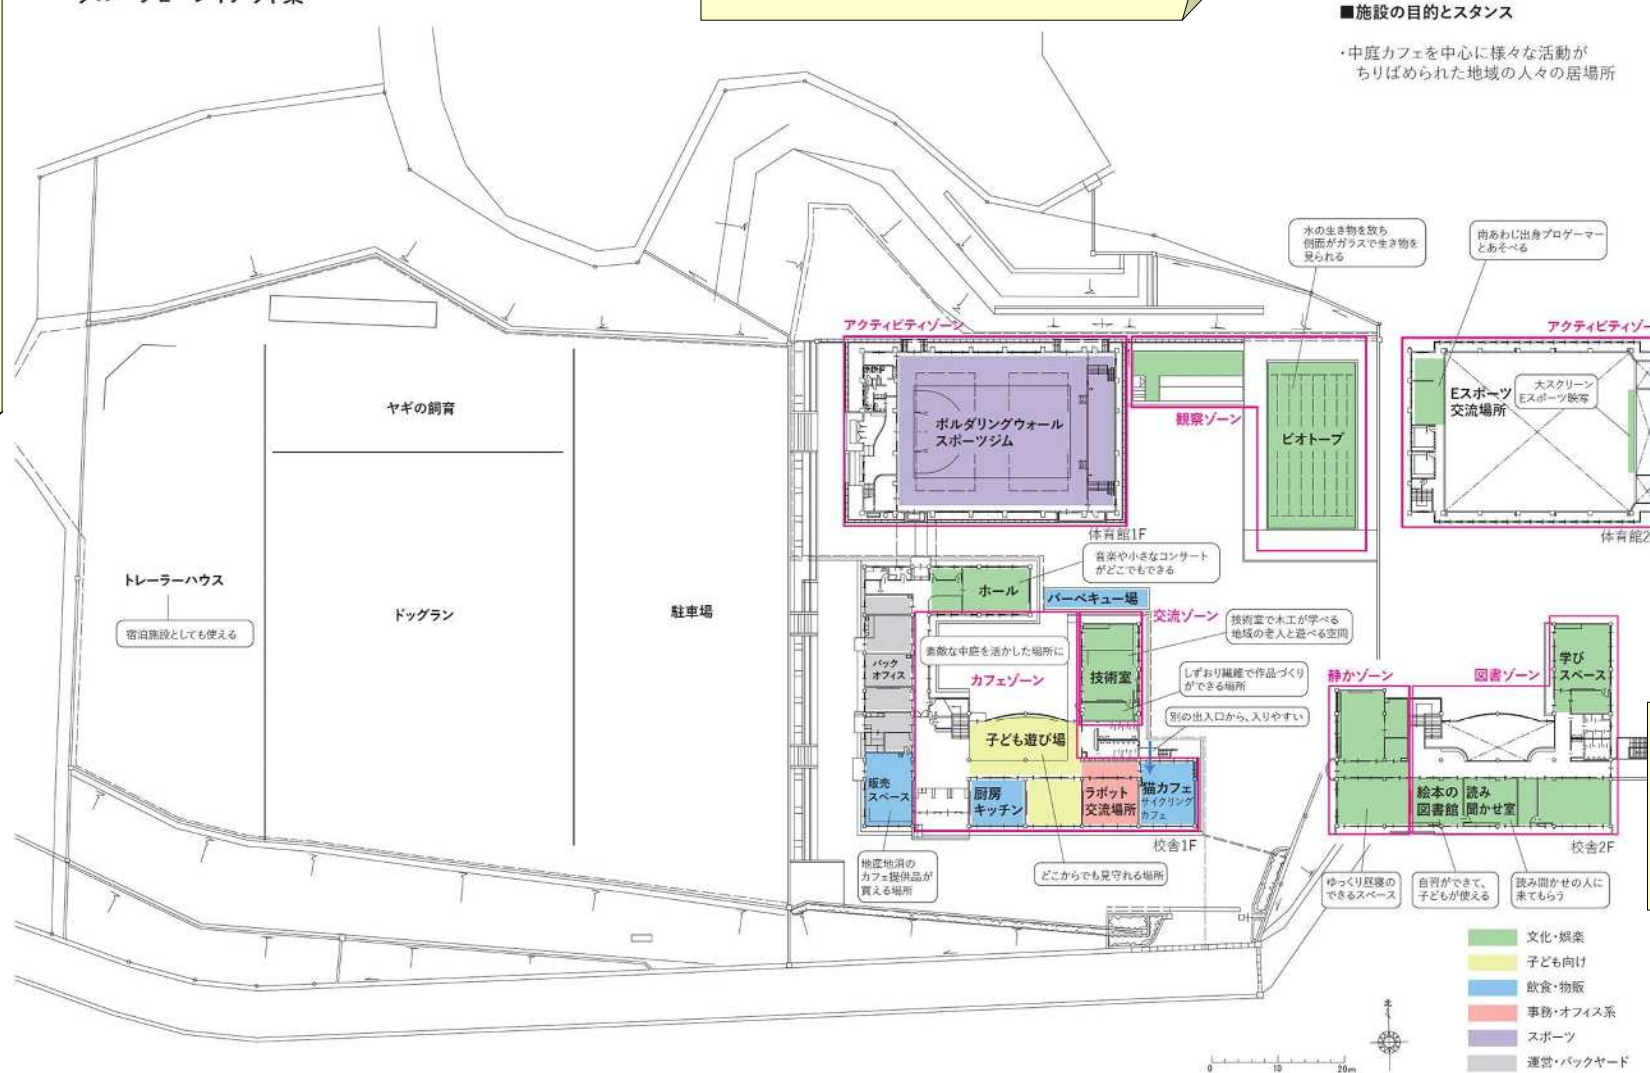 ■施設の目的とスタンス
・中庭カフェを中心に様々な活動が
ちりばめられた地域の人々の居場所
水の生き物を放ち
側面がガラスで生き物を
見られる
南あわじ出身プロゲーマー
とあそべる
アクティビティゾーン
アクティビティゾー
ヤギの飼育
ボルダリングウォール
スポーツジム
観察ゾーン
ビオトープ
Eスポーツ
交流場所
大スクリーン
Eスポーツ映写
体育館1F
体育館2
音楽や小さなコンサート
がどこでもできる
トレーラーハウス
宿泊施設としても使える
ドッグラン
駐車場
ホール
バーベキュー場
交流ゾーン
技術室で木工が学べる
地域の老人と遊べる空間
素敵な中庭を活かした場所に
バック
オフィス
カフェゾーン
技術室
しずおり繊維で作品づくり
ができる場所
別の出入口から、入りやすい
静かゾーン
図書ゾーン
学び
スペース
子ども遊び場
販売
スペース
厨房
キッチン
ラボット
交流場所
猫カフェ
サイクリング
カフェ
絵本の
図書館
読み
聞かせ室
校舎1F
校舎2F
地産地消の
カフェ提供品が
買える場所
どこからでも見守れる場所
ゆっくり昼寝の
できるスペース
自習ができて、
子どもが使える
読み聞かせの人に
来てもらう
文化・娯楽
子ども向け
飲食・物販
事務・オフィス系
スポーツ
運営・バックヤード
0 10 20m